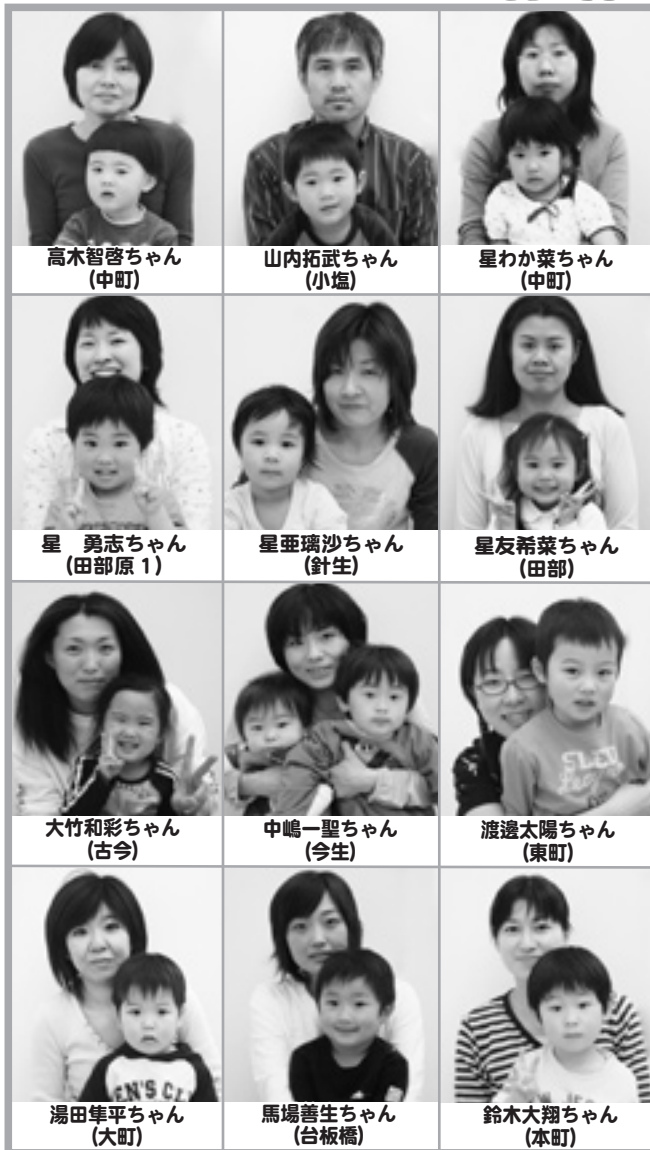 高木智啓ちゃん
(中町)
山内拓武ちゃん
(小塩)
星わか菜ちゃん
(中町)
星　勇志ちゃん
(田部原1)
星亜璃沙ちゃん
(針生)
星友希菜ちゃん
(田部)
大竹和彩ちゃん
(古今)
中嶋一聖ちゃん
(今生)
渡邊太陽ちゃん
(東町)
湯田隼平ちゃん
(大町)
馬場善生ちゃん
(台板橋)
鈴木大翔ちゃん
(本町)